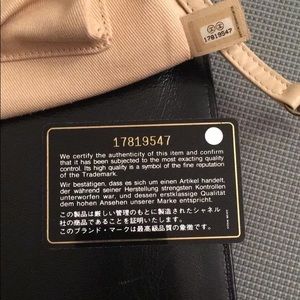 17819547
17819547
We certify the authenticity of this item and confirm
that it has been subjected to the most exacting quality
control. Its high quality is a symbol of the fine reputation
of the Trademark.
Wir bestätigen, dass es sich um einen Artikel handelt,
der während seiner Herstellung strengsten Kontrollen
unterworfen war, und dessen erstklassige Qualität
dem hohen Ansehen unserer Marke entspricht.
この製品は厳しい管理のもとに製造されたシャネル
社の商品であることを証明いたします。
このブランド・マークは最高級品質の象徴です。